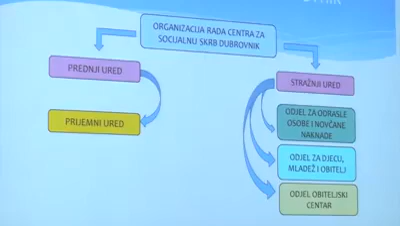 ORGANIZACIJA RADA CENTRA ZA
SOCIJALNU SKRB DUBROVNIK
PREDNJI URED
STRAŽNJI URED
PRIJEMNI URED
ODJEL ZA ODRASLE
OSOBE I NOVČANE
NAKNADE
ODJEL ZA DJECU,
MLADEŽ I OBITELJ
ODJEL OBITELJSKI
CENTAR